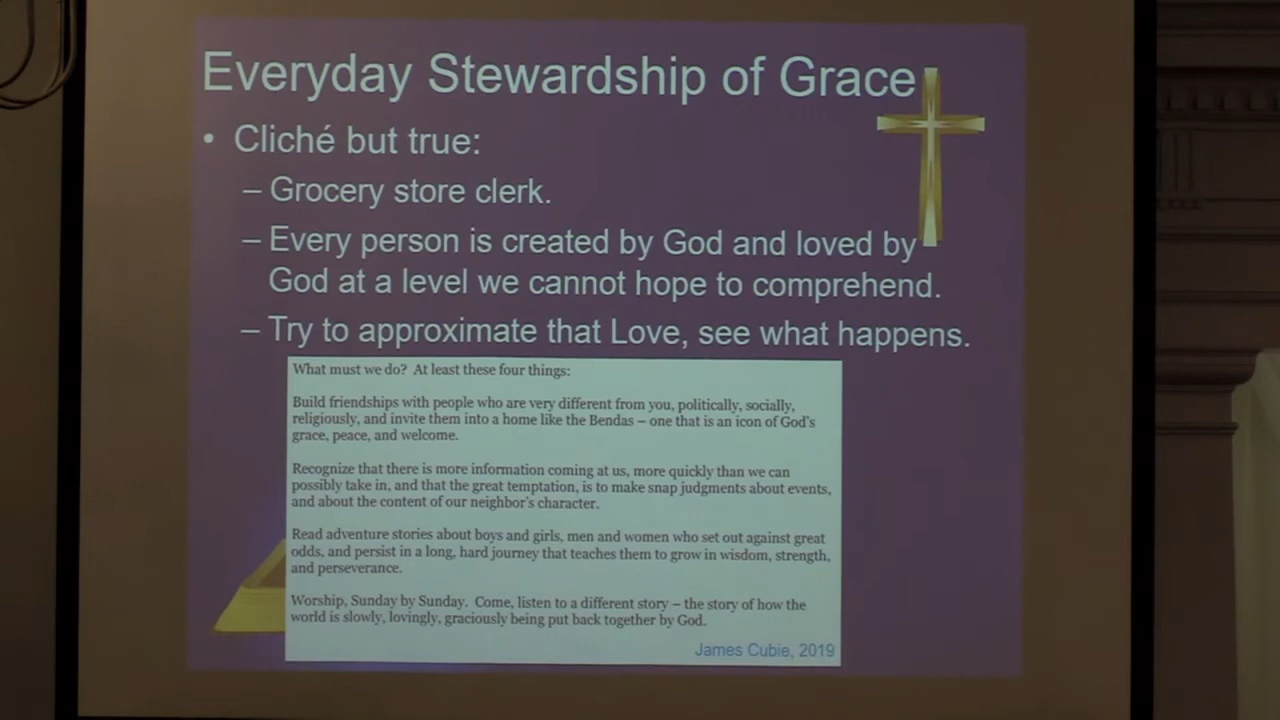 Everyday Stewardship of Grace
• Cliché but true:
– Grocery store clerk.
– Every person is created by God and loved by
God at a level we cannot hope to comprehend.
– Try to approximate that Love, see what happens.
What must we do?  At least these four things:
Build friendships with people who are very different from you, politically, socially,
religiously, and invite them into a home like the Bendas – one that is an icon of God's
grace, peace, and welcome.
Recognize that there is more information coming at us, more quickly than we can
possibly take in, and that the great temptation, is to make snap judgments about events,
and about the content of our neighbor's character.
Read adventure stories about boys and girls, men and women who set out against great
odds, and persist in a long, hard journey that teaches them to grow in wisdom, strength,
and perseverance.
Worship, Sunday by Sunday.  Come, listen to a different story – the story of how the
world is slowly, lovingly, graciously being put back together by God.
James Cubie, 2019